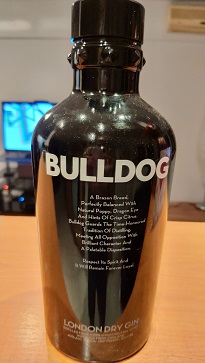 BULLDOG
A Brazen Breed,
Perfectly Balanced With
Natural Poppy, Dragon Eye
And Hints Of Crisp Citrus.
Bulldog Guards The Time-Honoured
Tradition Of Distilling,
Meeting All Opposition With
Brilliant Character And
A Palatable Disposition.
Respect Its Spirit And
It Will Remain Forever Loyal.
LONDON DRY GIN